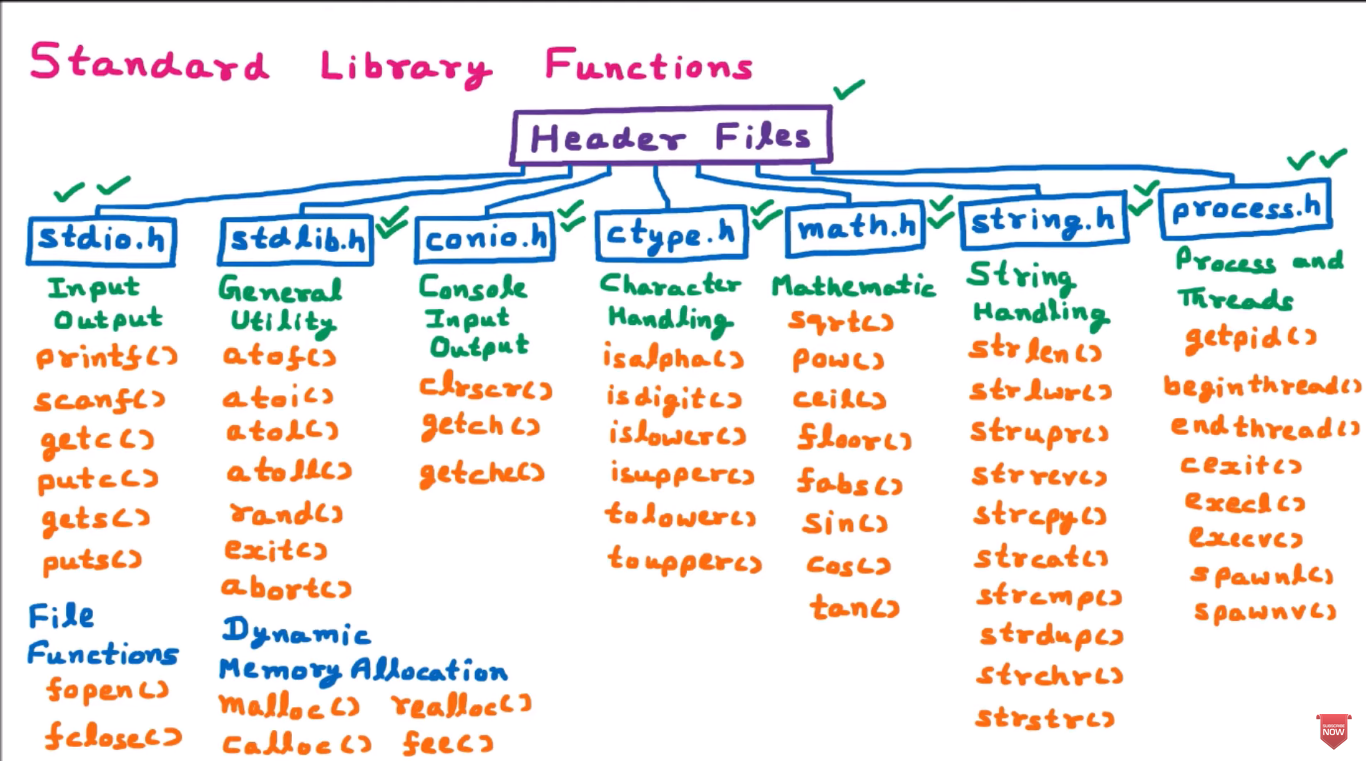 Standard Library Functions
Header Files
stdio.h
Input
Output
printf()
scanf()
getc()
putc()
gets()
puts()
File
Functions
fopen()
fclose()
stdlib.h
General
Utility
atof()
atoi()
atol()
atoll()
rand()
exit()
abort()
Dynamic
Memory Allocation
malloc() realloc()
calloc() fee()
conio.h
Console
Input
Output
clrscr()
getch()
getche()
ctype.h
Character
Handling
isalpha()
isdigit()
islower()
isupper()
tolower()
toupper()
math.h
Mathematic
sqrt()
pow()
ceil()
floor()
fabs()
sin()
cos()
tan()
string.h
String
Handling
strlen()
strlwr()
strupr()
strrev()
strcpy()
strcat()
strcmp()
strdup()
strchr()
strstr()
process.h
Process and
Threads
getpid()
beginthread()
endthread()
cexit()
execl()
execv()
spawnl()
spawnv()
SUBSCRIBE
NOW